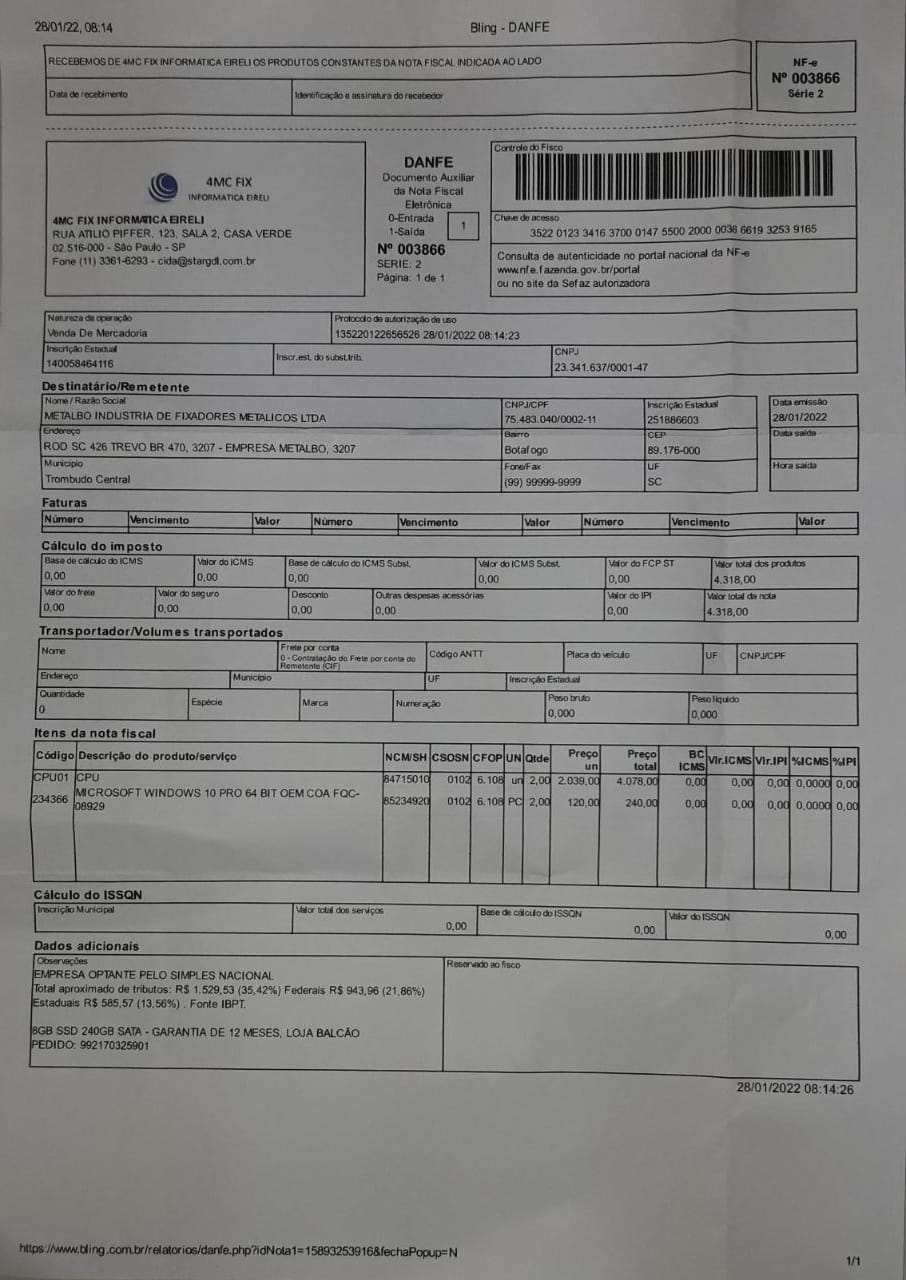 28/01/22, 08:14
Bling - DANFE
RECEBEMOS DE 4MC FIX INFORMATICA EIRELI OS PRODUTOS CONSTANTES DA NOTA FISCAL INDICADA AO LADO
NF-e
Nº 003866
Série 2
Data de recebimento
Identificação e assinatura do recebedor
4MC FIX
INFORMATICA EIRELI
4MC FIX INFORMATICA EIRELI
RUA ATILIO PIFFER, 123, SALA 2, CASA VERDE
02.516-000 - São Paulo - SP
Fone (11) 3361-6293 - cida@stargdl.com.br
DANFE
Documento Auxiliar
da Nota Fiscal
Eletrônica
0-Entrada
1-Saída
1
Nº 003866
SERIE: 2
Página: 1 de 1
Controle do Fisco
Chave de acesso
3522 0123 3416 3700 0147 5500 2000 0038 6619 3253 9165
Consulta de autenticidade no portal nacional da NF-e
www.nfe.fazenda.gov.br/portal
ou no site da Sefaz autorizadora
Natureza da operação
Venda De Mercadoria
Protocolo de autorização de uso
135220122656526 28/01/2022 08:14:23
Inscrição Estadual
140058464116
Inscr.est. do subst.trib.
CNPJ
23.341.637/0001-47
Destinatário/Remetente
Nome / Razão Social
METALBO INDUSTRIA DE FIXADORES METALICOS LTDA
CNPJ/CPF
75.483.040/0002-11
Inscrição Estadual
251886603
Data emissão
28/01/2022
Endereço
ROD SC 426 TREVO BR 470, 3207 - EMPRESA METALBO, 3207
Bairro
Botafogo
CEP
89.176-000
Data saída
Município
Trombudo Central
Fone/Fax
(99) 99999-9999
UF
SC
Hora saída
Faturas
Número Vencimento Valor Número Vencimento Valor Número Vencimento Valor
Cálculo do imposto
Base de cálculo do ICMS
0,00
Valor do ICMS
0,00
Base de cálculo do ICMS Subst.
0,00
Valor do ICMS Subst.
0,00
Valor do FCP ST
0,00
Valor total dos produtos
4.318,00
Valor do frete
0,00
Valor do seguro
0,00
Desconto
0,00
Outras despesas acessórias
0,00
Valor do IPI
0,00
Valor total da nota
4.318,00
Transportador/Volumes transportados
Nome
Frete por conta
0 - Contratação do Frete por conta do
Remetente (CIF)
Código ANTT
Placa do veículo
UF
CNPJ/CPF
Endereço
Município
UF
Inscrição Estadual
Quantidade
0
Espécie
Marca
Numeração
Peso bruto
0,000
Peso líquido
0,000
Itens da nota fiscal
Código Descrição do produto/serviço NCM/SH CSOSN CFOP UN Qtde Preço un Preço total BC ICMS Vlr.ICMS Vlr.IPI %ICMS %IPI
CPU01 CPU 84715010 0102 6.108 un 2,00 2.039,00 4.078,00 0,00 0,00 0,00 0,0000 0,00
234366 MICROSOFT WINDOWS 10 PRO 64 BIT OEM COA FQC-
08929 85234920 0102 6.108 PC 2,00 120,00 240,00 0,00 0,00 0,00 0,0000 0,00
Cálculo do ISSQN
Inscrição Municipal
Valor total dos serviços
0,00
Base de cálculo do ISSQN
0,00
Valor do ISSQN
0,00
Dados adicionais
Observações
EMPRESA OPTANTE PELO SIMPLES NACIONAL
Total aproximado de tributos: R$ 1.529,53 (35,42%) Federais R$ 943,96 (21,86%)
Estaduais R$ 585,57 (13,56%) . Fonte IBPT.
8GB SSD 240GB SATA - GARANTIA DE 12 MESES, LOJA BALCÃO
PEDIDO: 992170325901
Reservado ao fisco
28/01/2022 08:14:26
https://www.bling.com.br/relatorios/danfe.php?idNota1=15893253916&fechaPopup=N
1/1